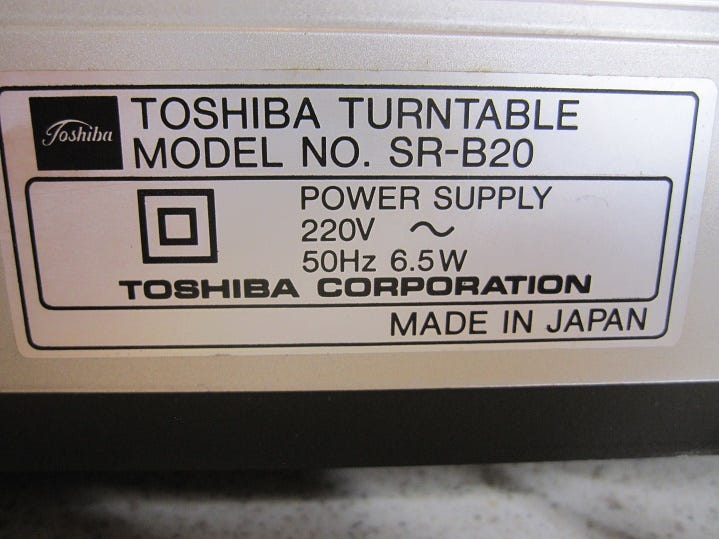 Toshiba
TOSHIBA TURNTABLE
MODEL NO. SR-B20
POWER SUPPLY
220V ~
50Hz 6.5W
TOSHIBA CORPORATION
MADE IN JAPAN